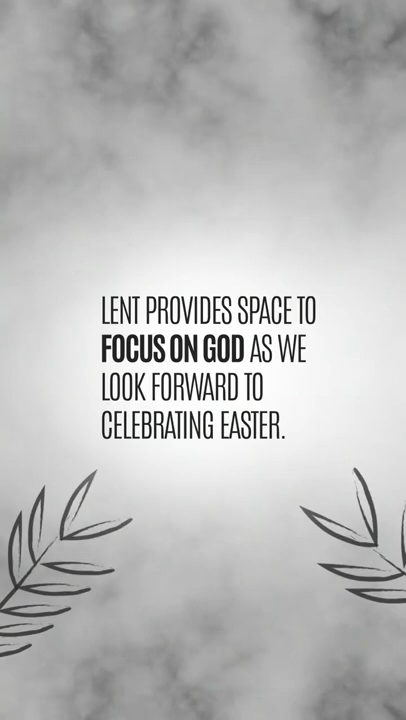 LENT PROVIDES SPACE TO
FOCUS ON GOD AS WE
LOOK FORWARD TO
CELEBRATING EASTER.